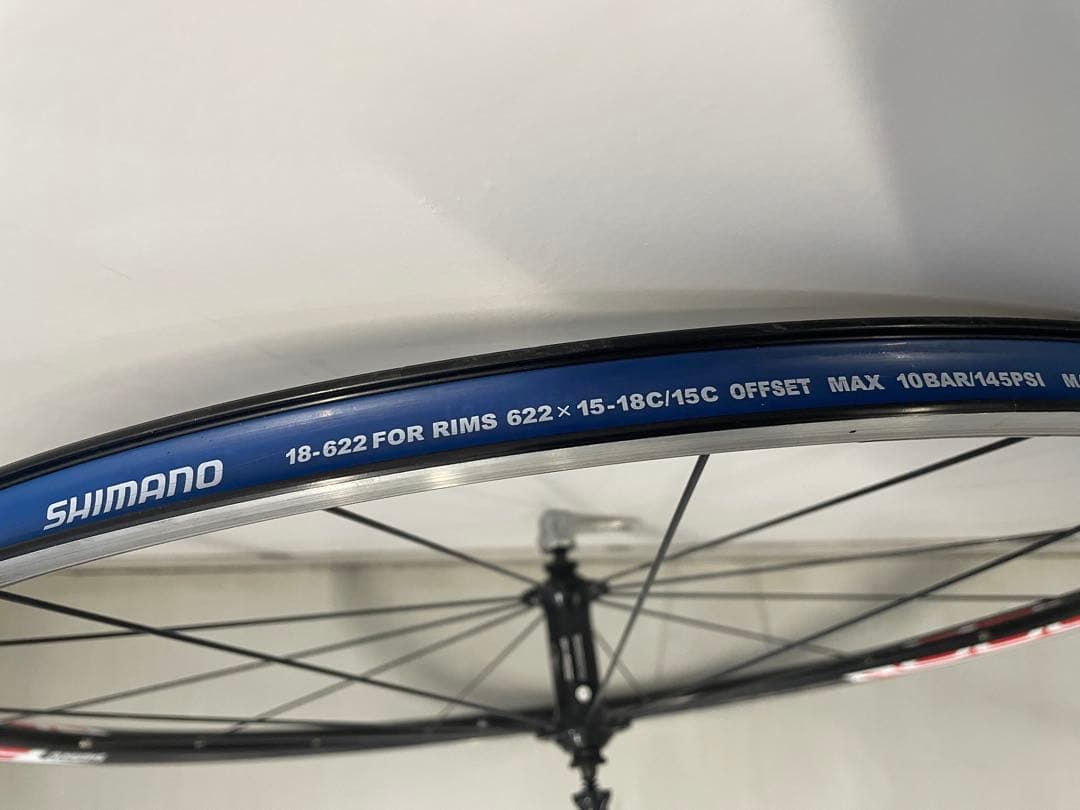 SHIMANO 18-622 FOR RIMS 622×15-18C/15C OFFSET MAX 10BAR/145PSI